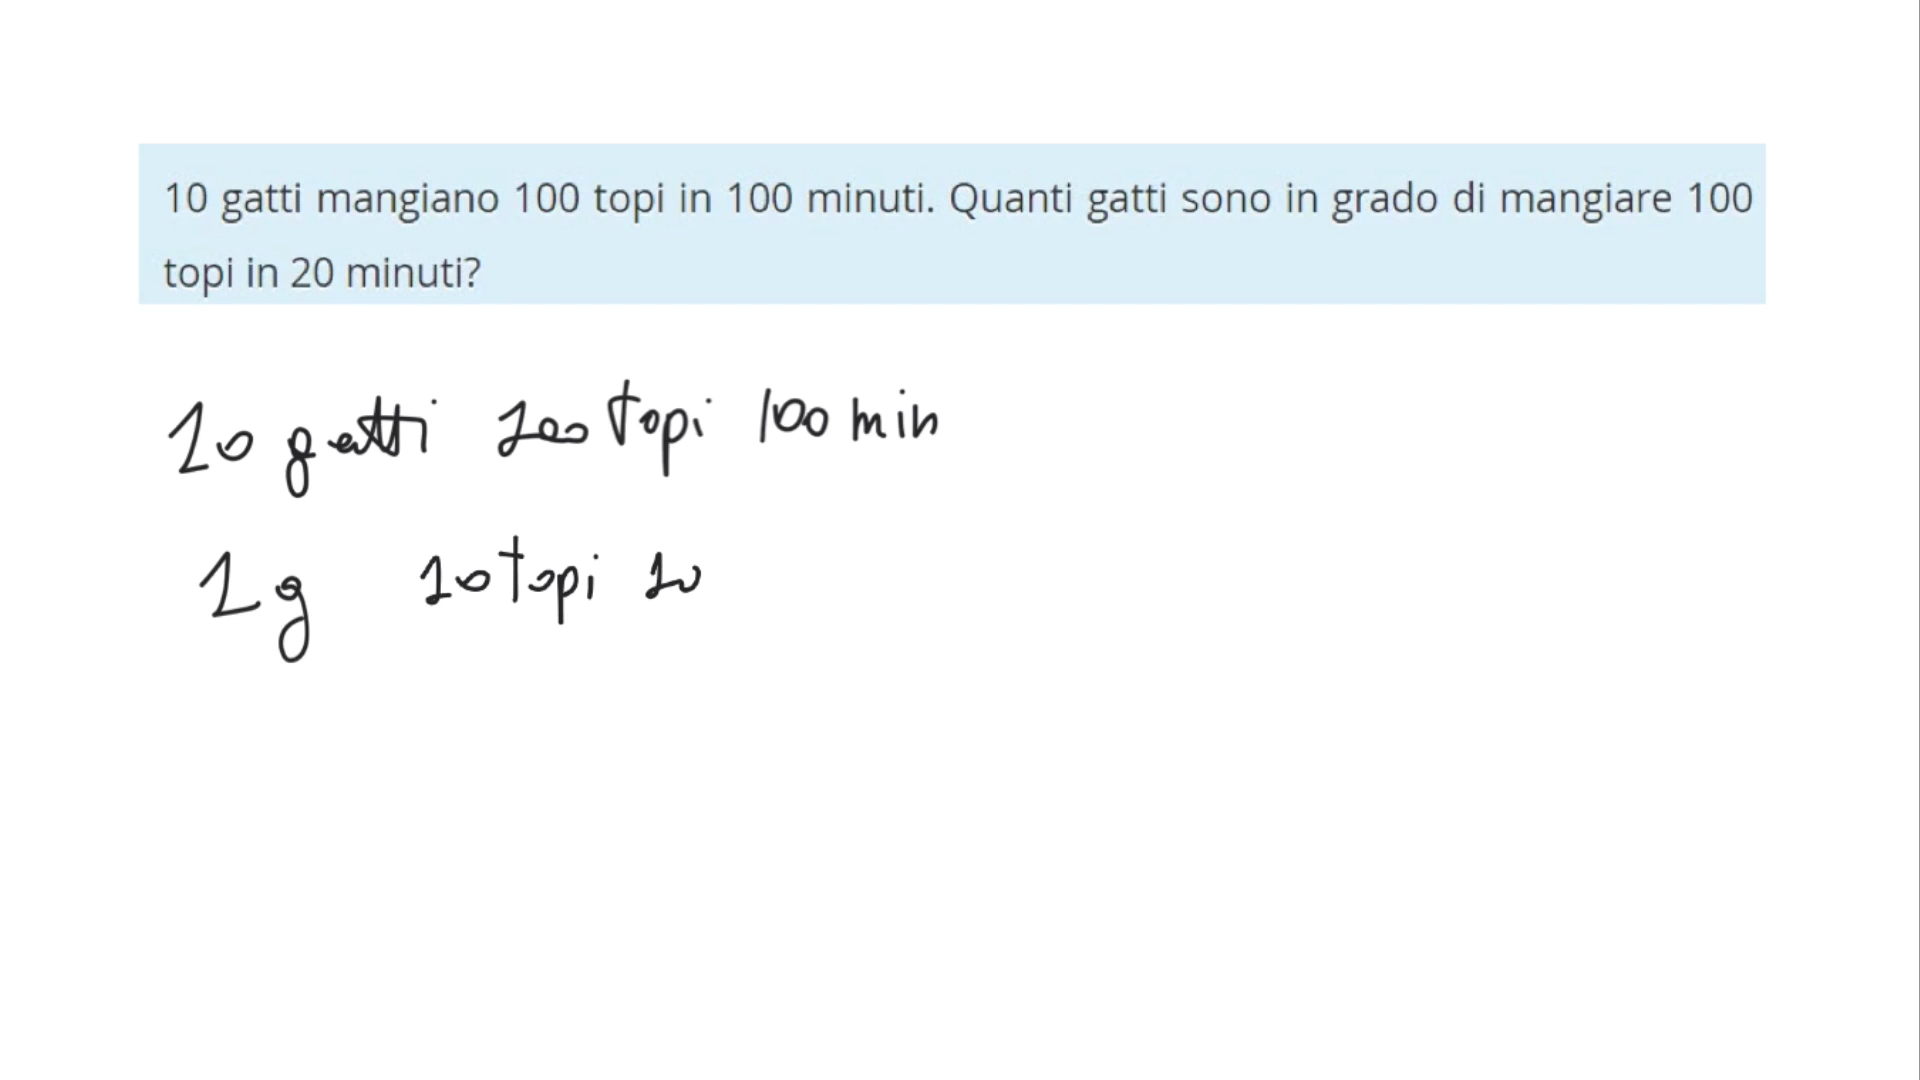 10 gatti mangiano 100 topi in 100 minuti. Quanti gatti sono in grado di mangiare 100
topi in 20 minuti?
10 gatti 100 topi 100 min
1g 10 topi 10